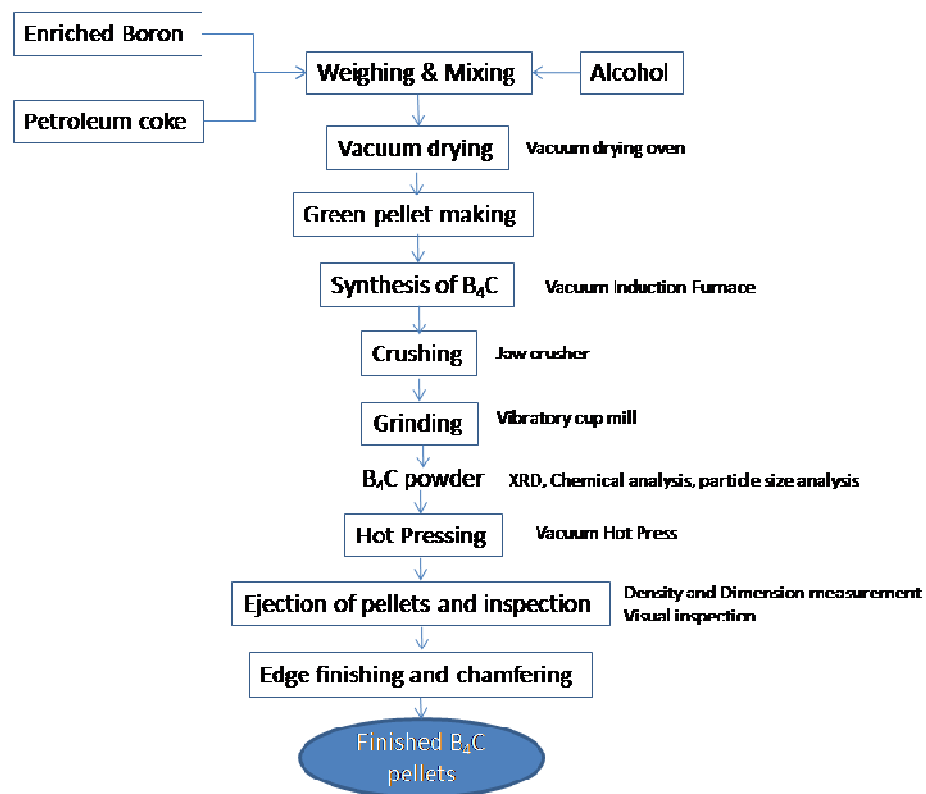 Enriched Boron
Weighing & Mixing
Alcohol
Petroleum coke
Vacuum drying
Vacuum drying oven
Green pellet making
Synthesis of B₄C
Vacuum Induction Furnace
Crushing
Jaw crusher
Grinding
Vibratory cup mill
B₄C powder
XRD, Chemical analysis, particle size analysis
Hot Pressing
Vacuum Hot Press
Ejection of pellets and inspection
Density and Dimension measurement
Visual inspection
Edge finishing and chamfering
Finished B₄C
pellets